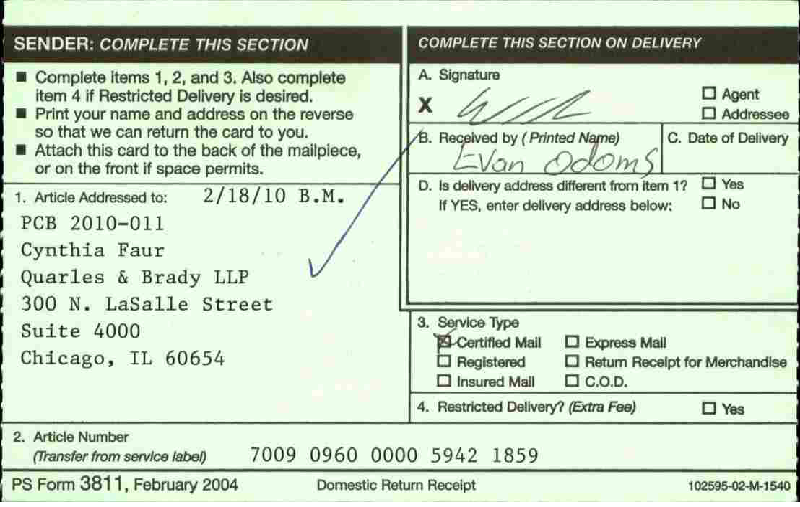 SENDER: COMPLETE THIS SECTION
■ Complete items 1, 2, and 3. Also complete
item 4 if Restricted Delivery is desired.
■ Print your name and address on the reverse
so that we can return the card to you.
■ Attach this card to the back of the mailpiece,
or on the front if space permits.
1. Article Addressed to: 2/18/10 B.M.
PCB 2010-011
Cynthia Faur
Quarles & Brady LLP
300 N. LaSalle Street
Suite 4000
Chicago, IL 60654
2. Article Number
(Transfer from service label) 7009 0960 0000 5942 1859
COMPLETE THIS SECTION ON DELIVERY
A. Signature
X
☐ Agent
☐ Addressee
B. Received by (Printed Name) C. Date of Delivery
Evan Odoms
D. Is delivery address different from item 1? ☐ Yes
If YES, enter delivery address below: ☐ No
3. Service Type
☒ Certified Mail ☐ Express Mail
☐ Registered ☐ Return Receipt for Merchandise
☐ Insured Mail ☐ C.O.D.
4. Restricted Delivery? (Extra Fee) ☐ Yes
PS Form 3811, February 2004 Domestic Return Receipt 102595-02-M-1540